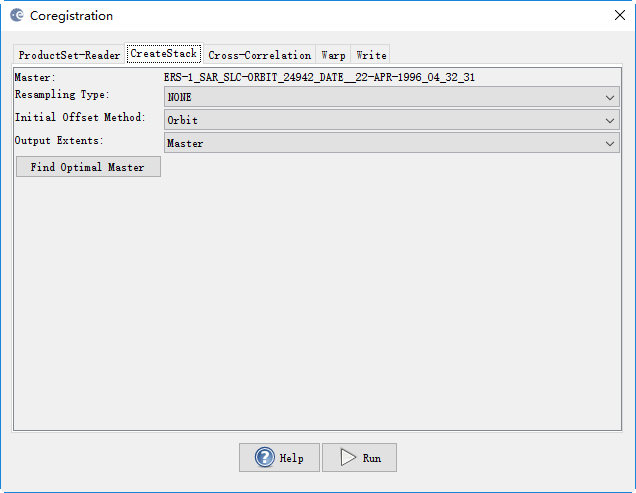 Coregistration
ProductSet-Reader CreateStack Cross-Correlation Warp Write
Master: ERS-1_SAR_SLC-ORBIT_24942_DATE__22-APR-1996_04_32_31
Resampling Type: NONE
Initial Offset Method: Orbit
Output Extents: Master
Find Optimal Master
Help Run